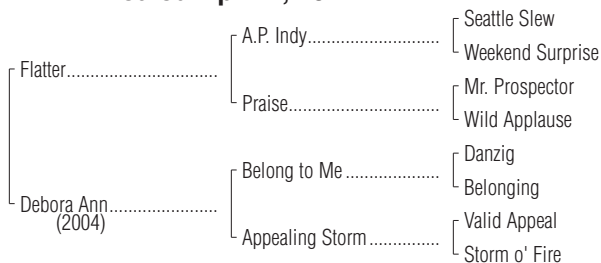 Seattle Slew
A.P. Indy
Weekend Surprise
Flatter
Mr. Prospector
Praise
Wild Applause
Danzig
Belong to Me
Belonging
Debora Ann
(2004)
Valid Appeal
Appealing Storm
Storm o' Fire